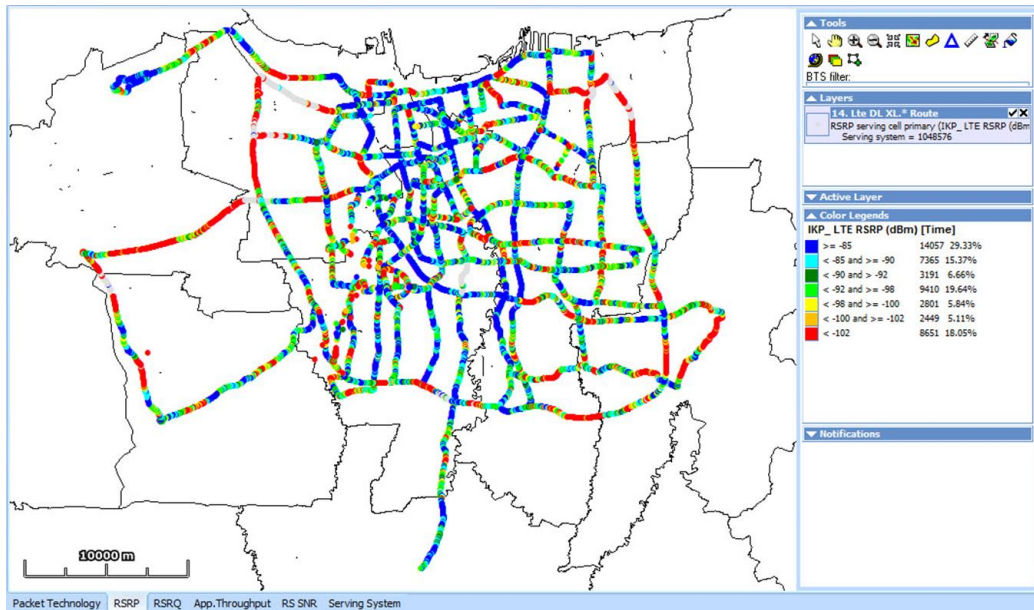 Tools
BTS filter:
Layers
14. Lte DL XL.* Route
RSRP serving cell primary (IKP_ LTE RSRP (dBm
Serving system = 1048576
Active Layer
Color Legends
IKP_ LTE RSRP (dBm) [Time]
>= -85 14057 29.33%
< -85 and >= -90 7365 15.37%
< -90 and > -92 3191 6.66%
< -92 and >= -98 9410 19.64%
< -98 and >= -100 2801 5.84%
< -100 and >= -102 2449 5.11%
< -102 8651 18.05%
Notifications
10000 m
Packet Technology RSRP RSRQ App.Throughput RS SNR Serving System